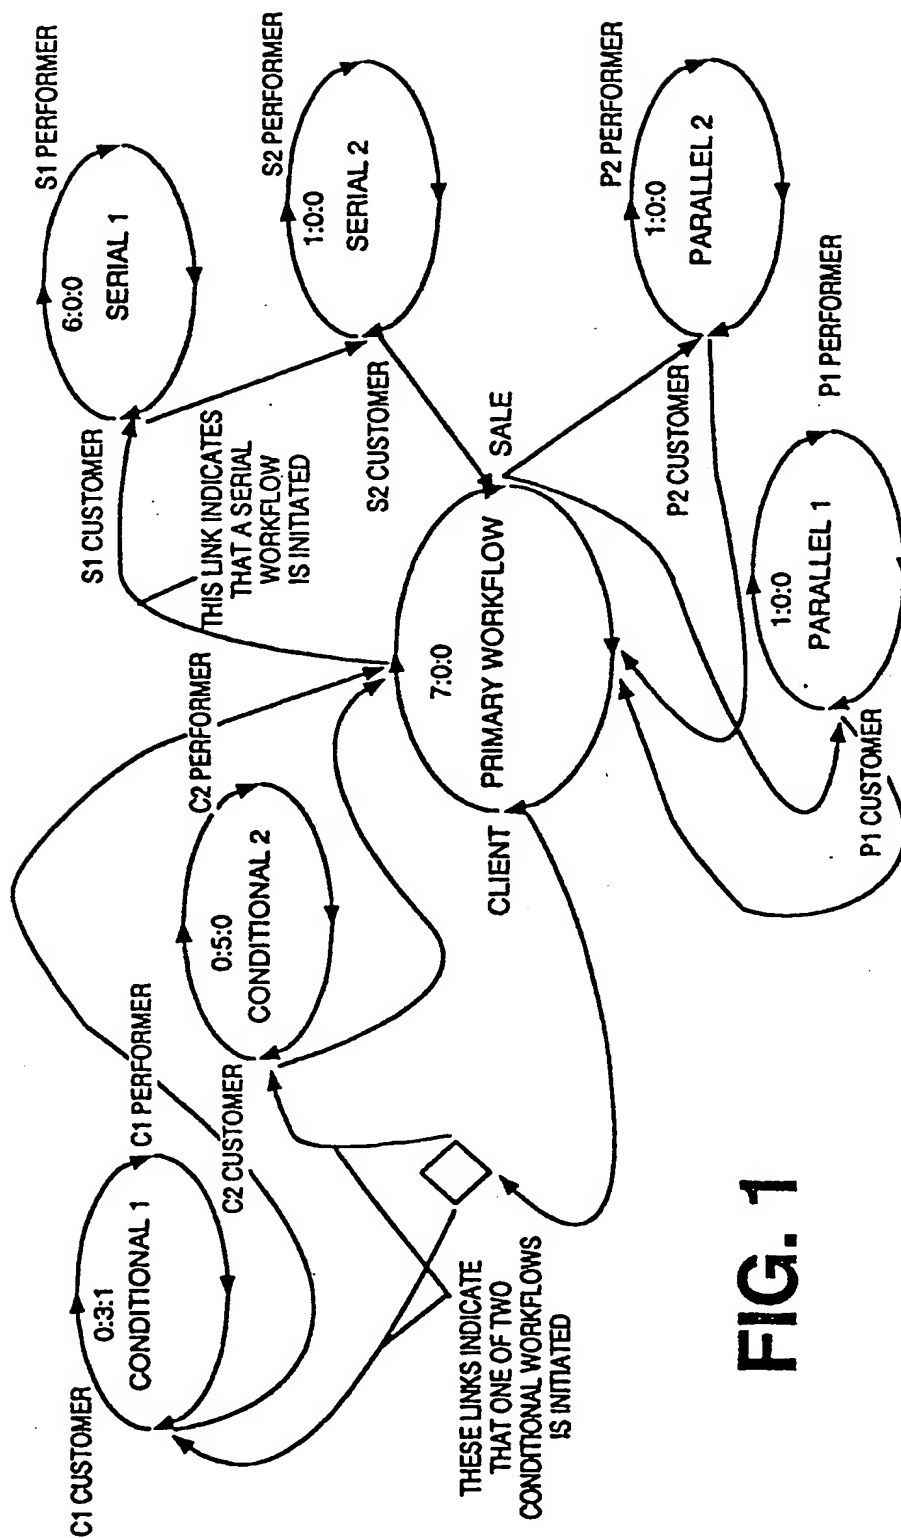 C1 CUSTOMER
0:3:1
CONDITIONAL 1
C1 PERFORMER
C2 CUSTOMER
0:5:0
CONDITIONAL 2
C2 PERFORMER
S1 CUSTOMER
6:0:0
SERIAL 1
S1 PERFORMER
THIS LINK INDICATES
THAT A SERIAL
WORKFLOW
IS INITIATED
S2 CUSTOMER
1:0:0
SERIAL 2
S2 PERFORMER
THESE LINKS INDICATE
THAT ONE OF TWO
CONDITIONAL WORKFLOWS
IS INITIATED
CLIENT
7:0:0
PRIMARY WORKFLOW
SALE
P2 CUSTOMER
1:0:0
PARALLEL 2
P2 PERFORMER
P1 CUSTOMER
1:0:0
PARALLEL 1
P1 PERFORMER
FIG. 1